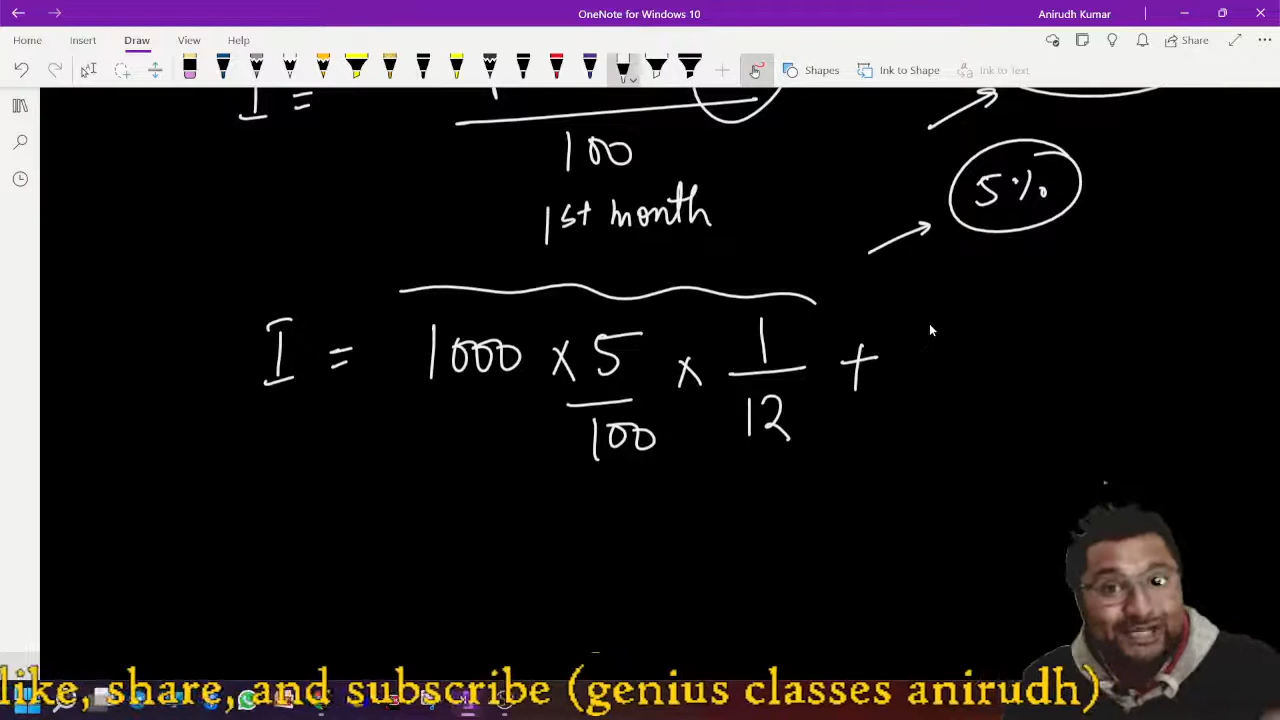 OneNote for Windows 10
Anirudh Kumar
Home Insert Draw View Help
Share
Shapes Ink to Shape Ink to Text
I =
100
1st month
5%
I = 1000 × 5/100 × 1/12 +
like, share, and subscribe (genius classes anirudh)